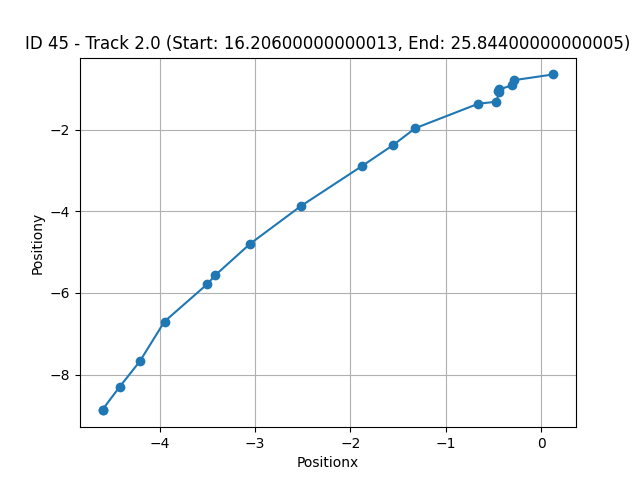 ID 45 - Track 2.0 (Start: 16.20600000000013, End: 25.84400000000005)
−2
−4
−6
−8
Positiony
−4 −3 −2 −1 0
Positionx